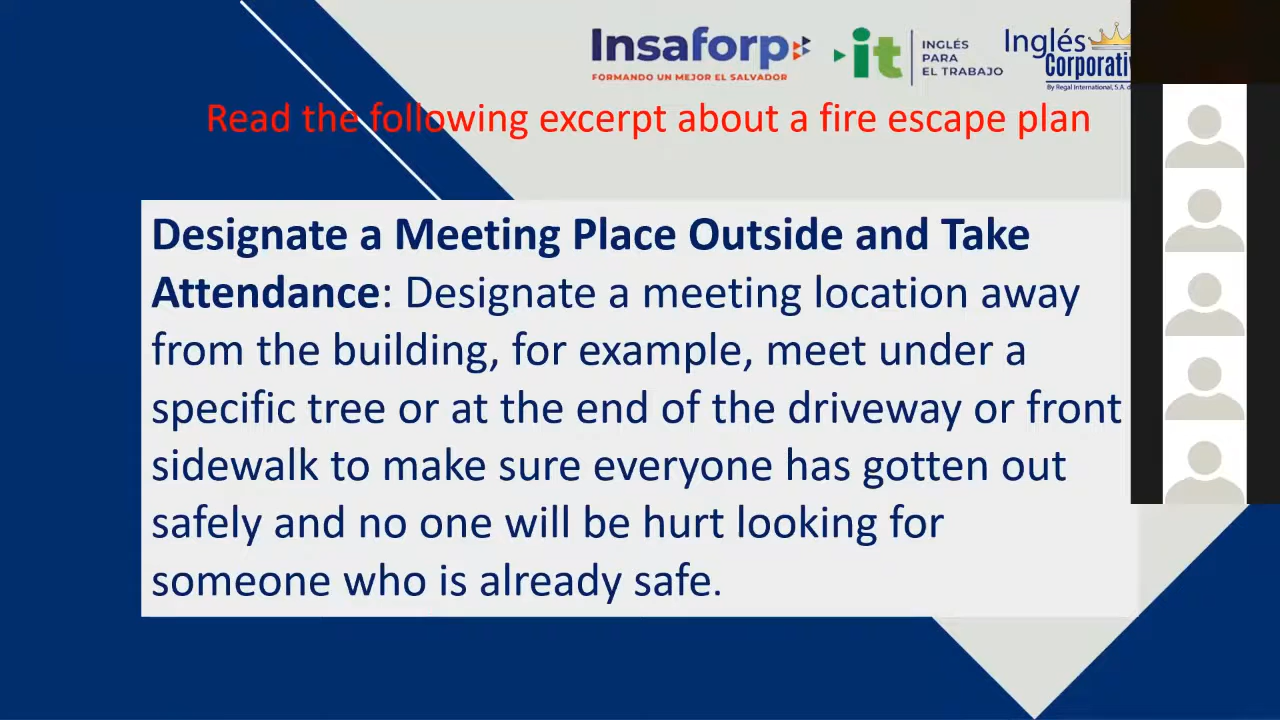 Insaforp
FORMANDO UN MEJOR EL SALVADOR
it
INGLÉS
PARA
EL TRABAJO
Inglés
Corporativ
By Regal International, S.A. d
Read the following excerpt about a fire escape plan
Designate a Meeting Place Outside and Take
Attendance: Designate a meeting location away
from the building, for example, meet under a
specific tree or at the end of the driveway or front
sidewalk to make sure everyone has gotten out
safely and no one will be hurt looking for
someone who is already safe.